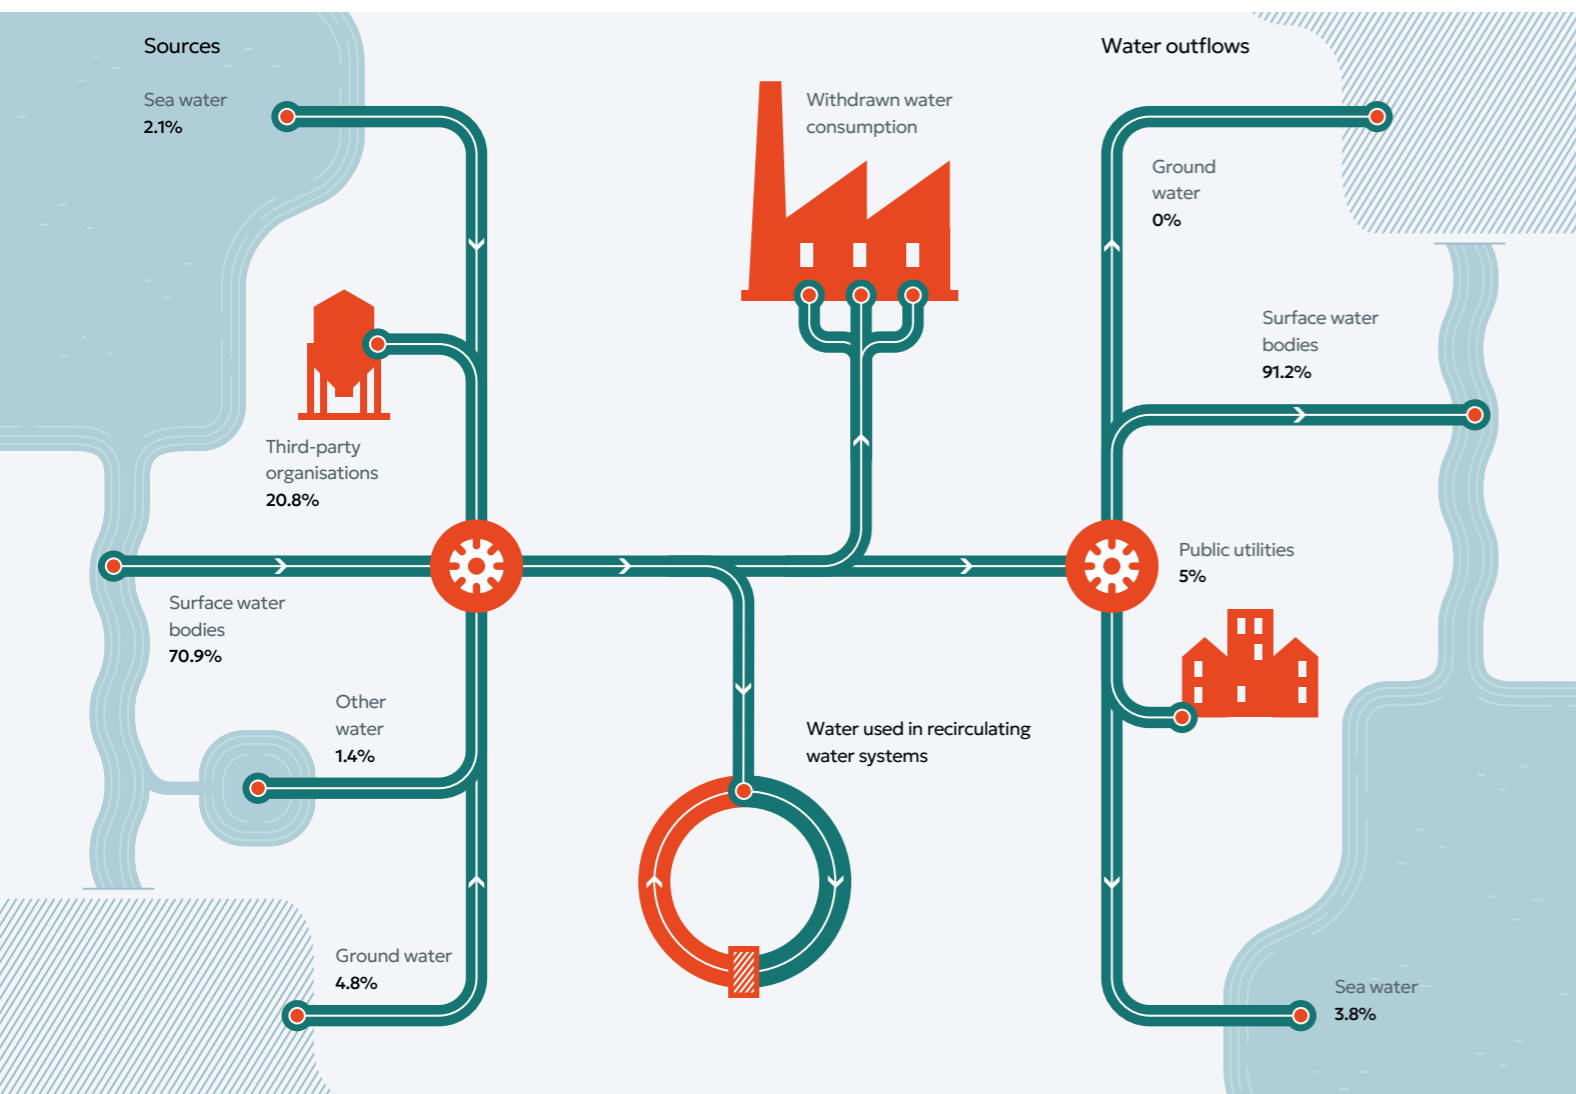 Sources
Sea water
2.1%
Third-party
organisations
20.8%
Surface water
bodies
70.9%
Other
water
1.4%
Ground water
4.8%
Withdrawn water
consumption
Water used in recirculating
water systems
Water outflows
Ground
water
0%
Surface water
bodies
91.2%
Public utilities
5%
Sea water
3.8%